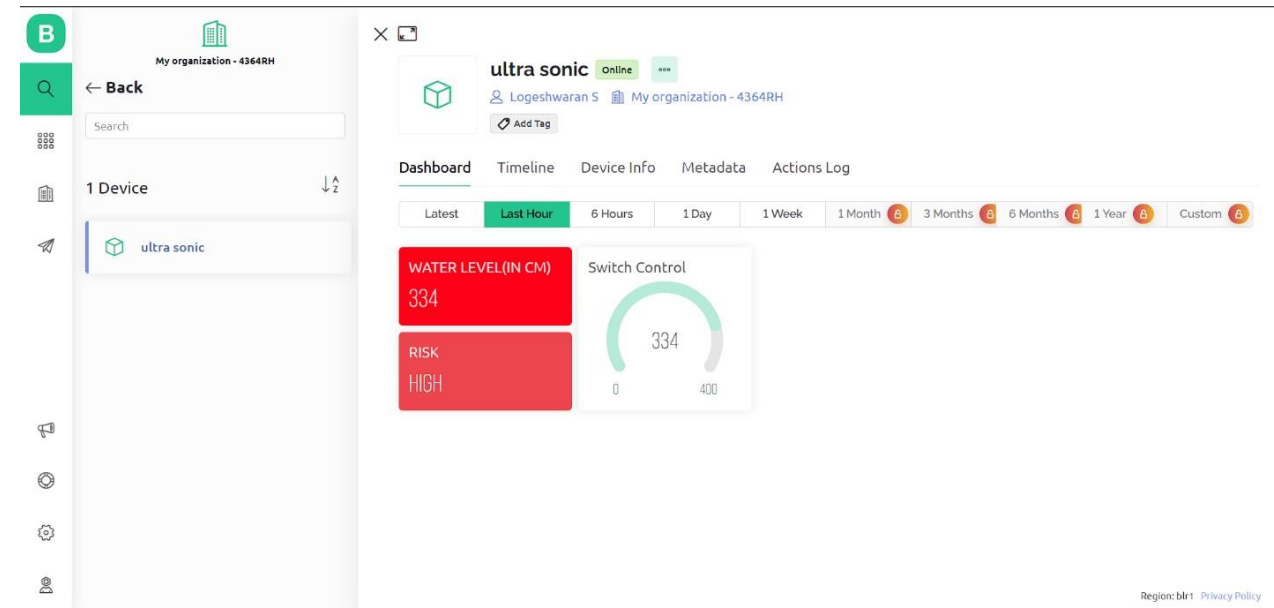 B
My organization - 4364RH
← Back
Search
1 Device
A
Z
ultra sonic
ultra sonic Online
Logeshwaran S My organization - 4364RH
Add Tag
Dashboard Timeline Device Info Metadata Actions Log
Latest Last Hour 6 Hours 1 Day 1 Week 1 Month 3 Months 6 Months 1 Year Custom
WATER LEVEL(IN CM)
334
RISK
HIGH
Switch Control
334
0 400
Region: blr1 Privacy Policy